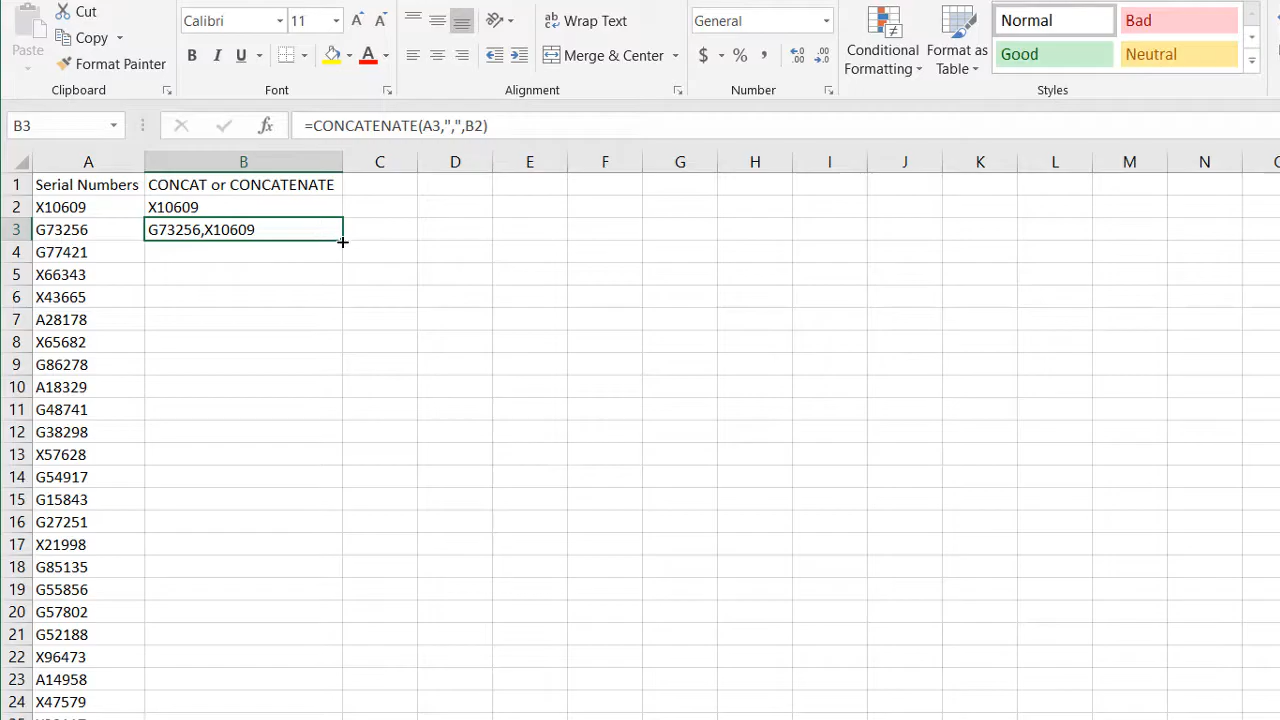 Cut
Copy
Paste
Format Painter
Clipboard
Calibri 11 A A
B I U A
Font
ab Wrap Text
Merge & Center
Alignment
General
$ % ,
Number
Conditional Formatting
Format as Table
Normal Bad
Good Neutral
Styles
B3 fx =CONCATENATE(A3,",",B2)
A B C D E F G H I J K L M N
1 Serial Numbers CONCAT or CONCATENATE
2 X10609 X10609
3 G73256 G73256,X10609
4 G77421
5 X66343
6 X43665
7 A28178
8 X65682
9 G86278
10 A18329
11 G48741
12 G38298
13 X57628
14 G54917
15 G15843
16 G27251
17 X21998
18 G85135
19 G55856
20 G57802
21 G52188
22 X96473
23 A14958
24 X47579